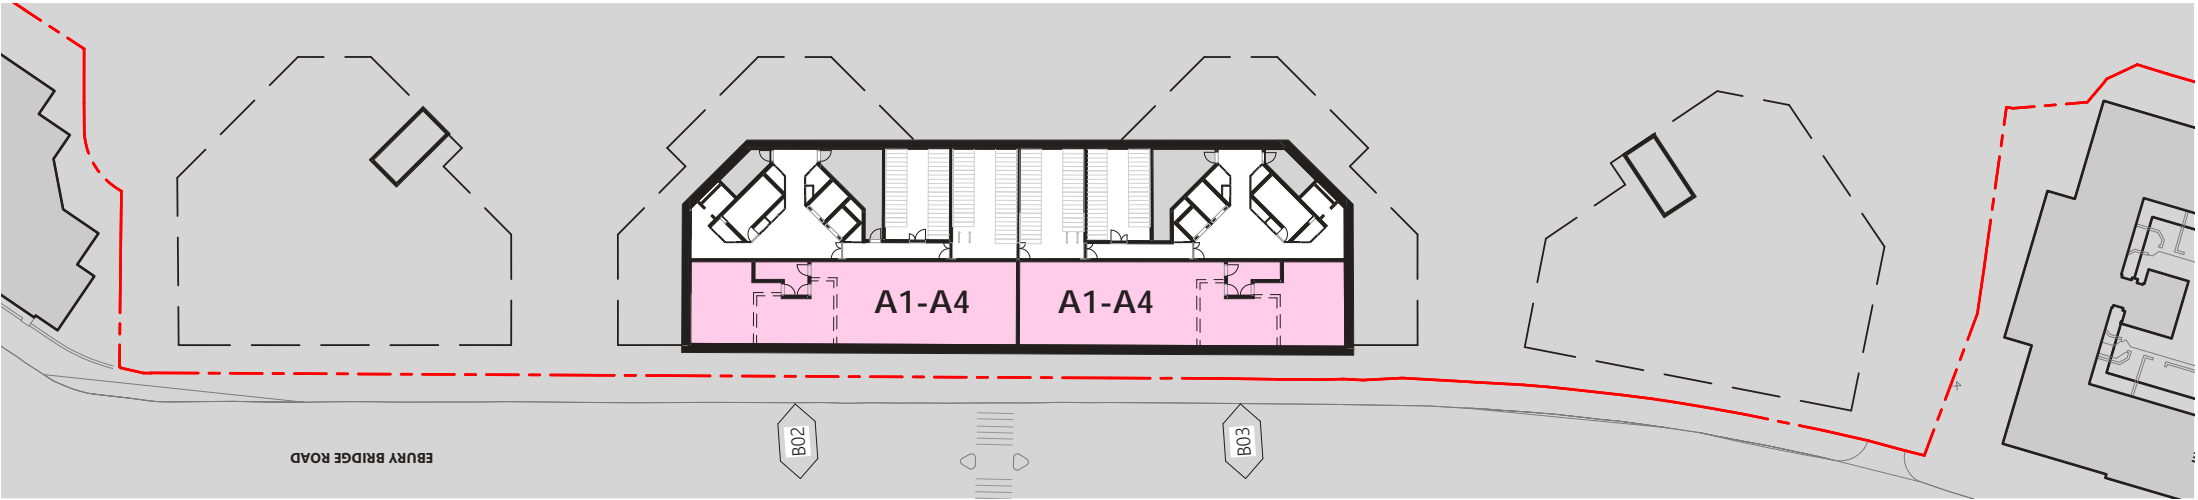 A1-A4
A1-A4
B02
B03
EBURY BRIDGE ROAD